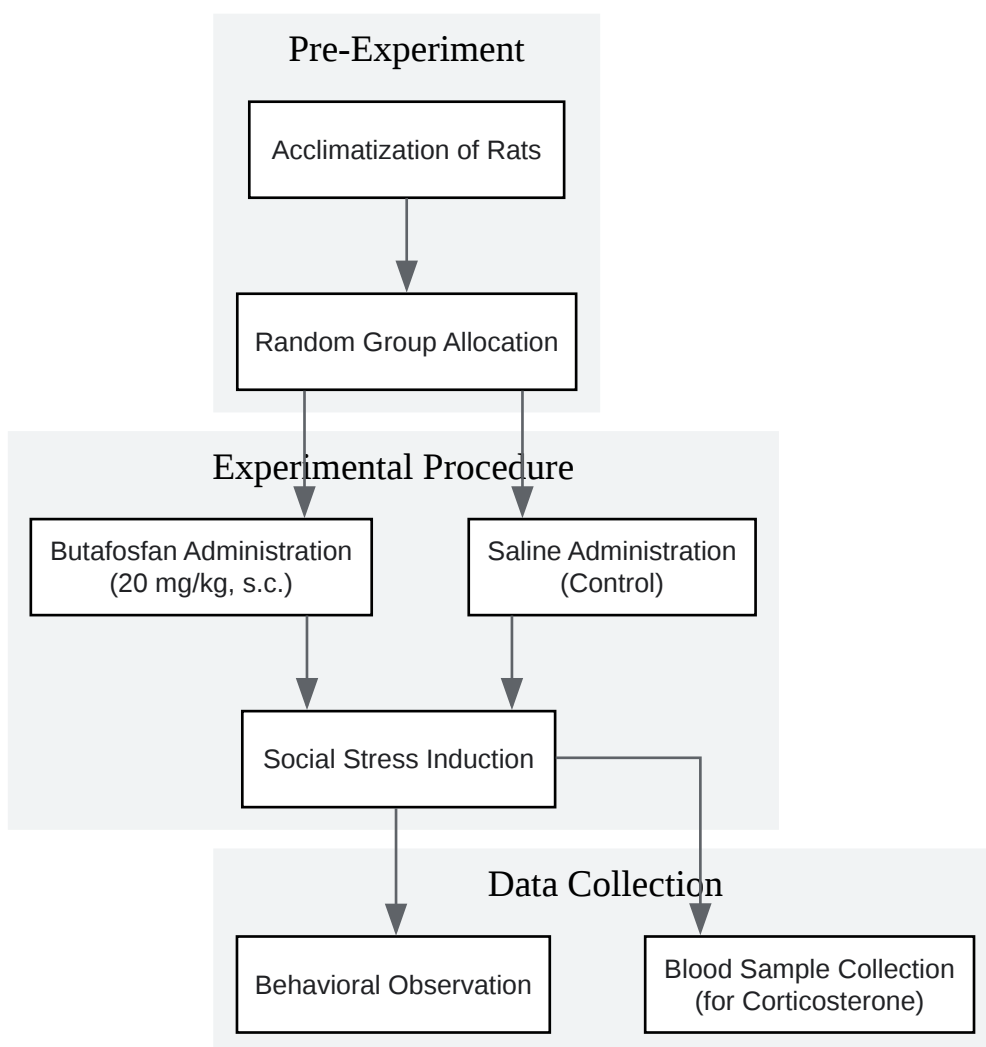 Pre-Experiment
Acclimatization of Rats
Random Group Allocation
Experimental Procedure
Butafosfan Administration
(20 mg/kg, s.c.)
Saline Administration
(Control)
Social Stress Induction
Data Collection
Behavioral Observation
Blood Sample Collection
(for Corticosterone)